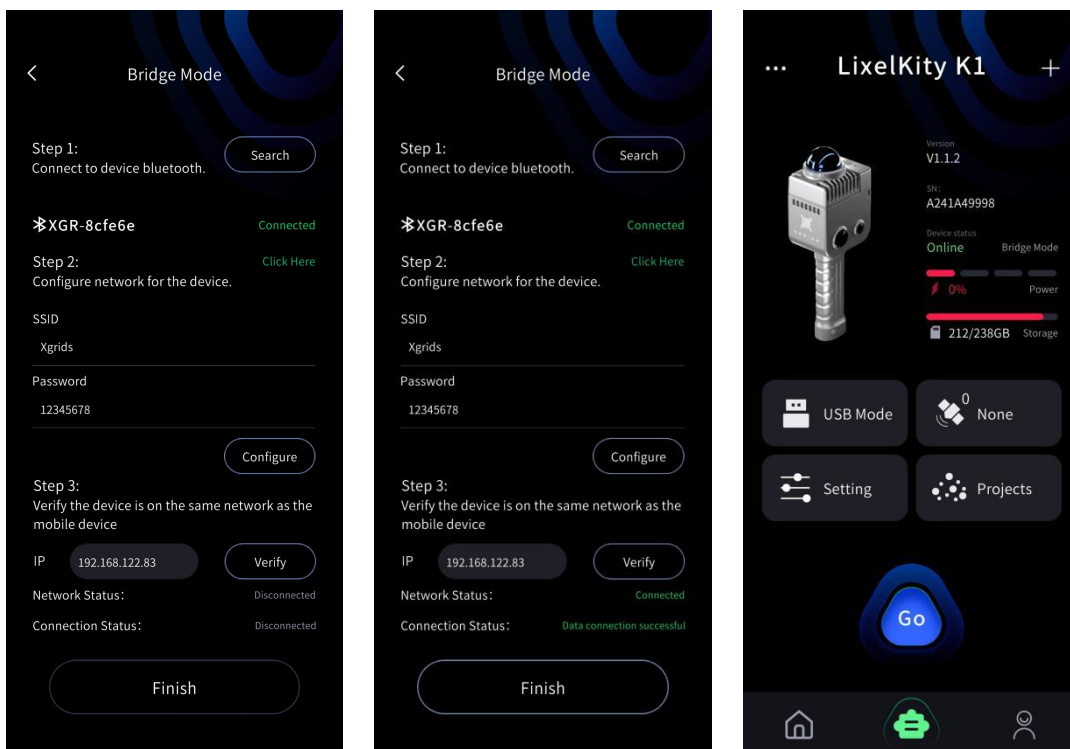 Bridge Mode
Step 1:
Connect to device bluetooth.
Search
XGR-8cfe6e
Connected
Step 2:
Click Here
Configure network for the device.
SSID
Xgrids
Password
12345678
Configure
Step 3:
Verify the device is on the same network as the
mobile device
IP
192.168.122.83
Verify
Network Status:
Disconnected
Connection Status:
Disconnected
Finish
Bridge Mode
Step 1:
Connect to device bluetooth.
Search
XGR-8cfe6e
Connected
Step 2:
Click Here
Configure network for the device.
SSID
Xgrids
Password
12345678
Configure
Step 3:
Verify the device is on the same network as the
mobile device
IP
192.168.122.83
Verify
Network Status:
Connected
Connection Status:
Data connection successful
Finish
LixelKity K1
Version
V1.1.2
SN:
A241A49998
Device status
Online
Bridge Mode
0%
Power
212/238GB
Storage
USB Mode
0
None
Setting
Projects
Go